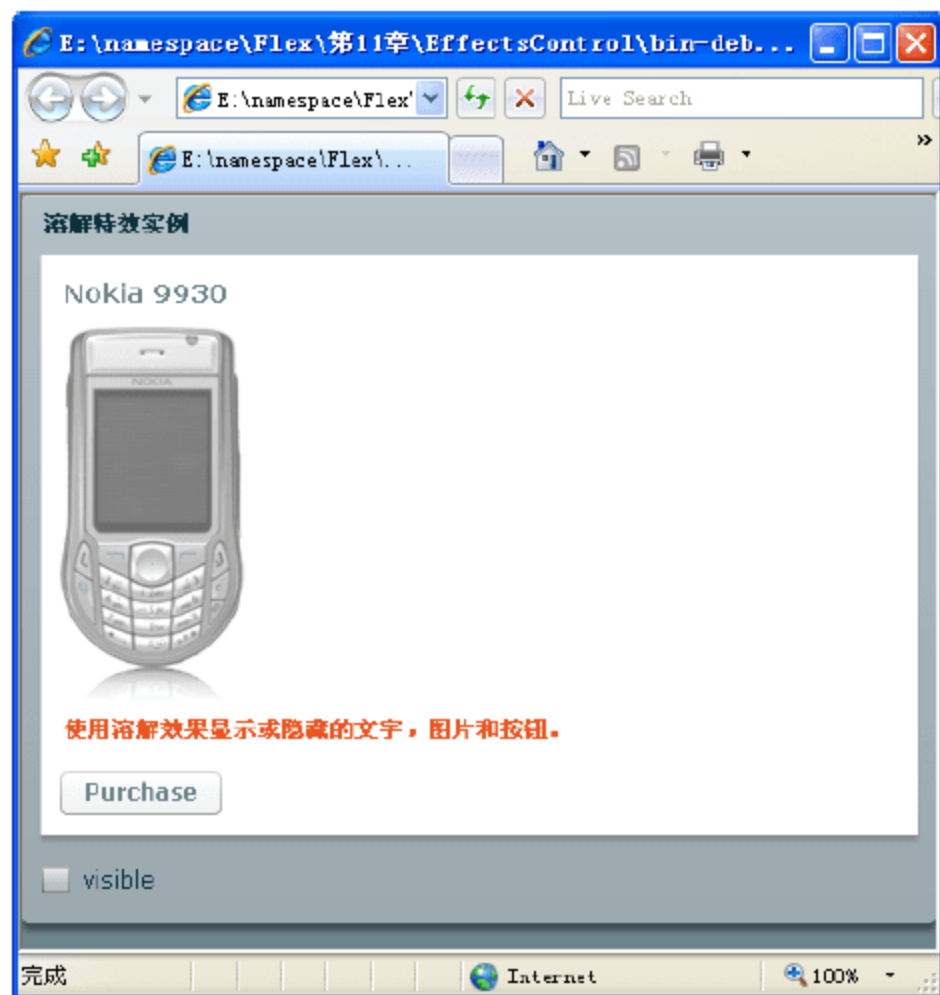 E:\namespace\Flex\第11章\EffectsControl\bin-deb...
E:\namespace\Flex' Live Search
E:\namespace\Flex\...
溶解特效实例
Nokia 9930
NOKIA
使用溶解效果显示或隐藏的文字，图片和按钮。
Purchase
visible
完成 Internet 100%